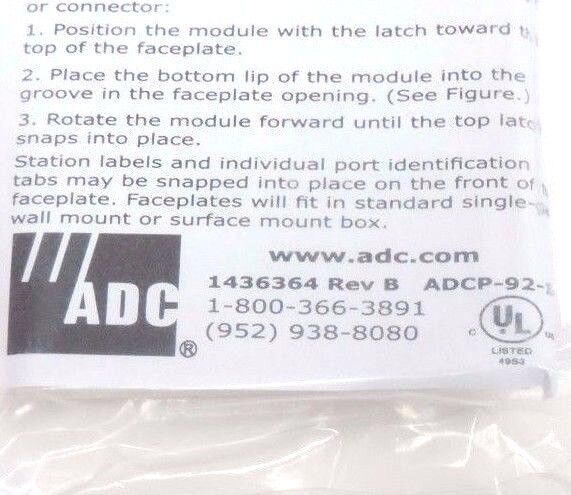 or connector:
1. Position the module with the latch toward
top of the faceplate.
2. Place the bottom lip of the module into the
groove in the faceplate opening. (See Figure.)
3. Rotate the module forward until the top latch
snaps into place.
Station labels and individual port identification
tabs may be snapped into place on the front of
faceplate. Faceplates will fit in standard single-
wall mount or surface mount box.
www.adc.com
1436364 Rev B ADCP-92-
1-800-366-3891
(952) 938-8080
ADC
®
C UL US
LISTED